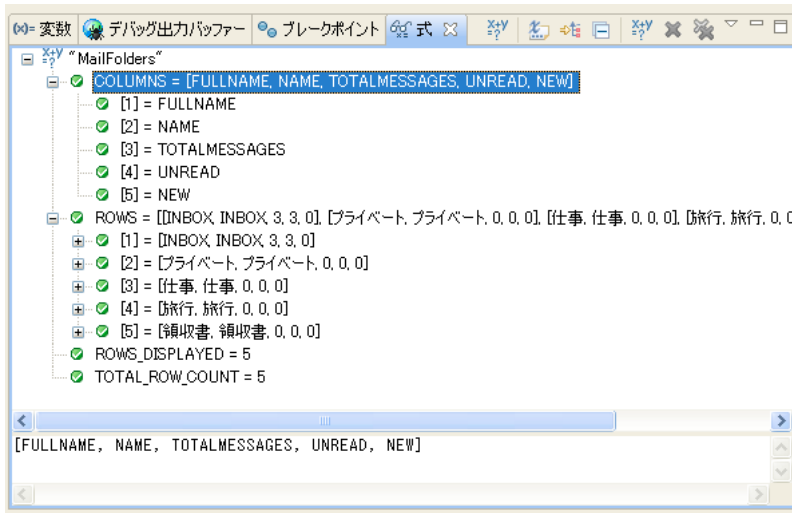 (x)= 変数 デバッグ出力バッファー ブレークポイント 式
"MailFolders"
COLUMNS = [FULLNAME, NAME, TOTALMESSAGES, UNREAD, NEW]
[1] = FULLNAME
[2] = NAME
[3] = TOTALMESSAGES
[4] = UNREAD
[5] = NEW
ROWS = [[INBOX, INBOX, 3, 3, 0], [プライベート, プライベート, 0, 0, 0], [仕事, 仕事, 0, 0, 0], [旅行, 旅行, 0, 0
[1] = [INBOX, INBOX, 3, 3, 0]
[2] = [プライベート, プライベート, 0, 0, 0]
[3] = [仕事, 仕事, 0, 0, 0]
[4] = [旅行, 旅行, 0, 0, 0]
[5] = [領収書, 領収書, 0, 0, 0]
ROWS_DISPLAYED = 5
TOTAL_ROW_COUNT = 5
[FULLNAME, NAME, TOTALMESSAGES, UNREAD, NEW]